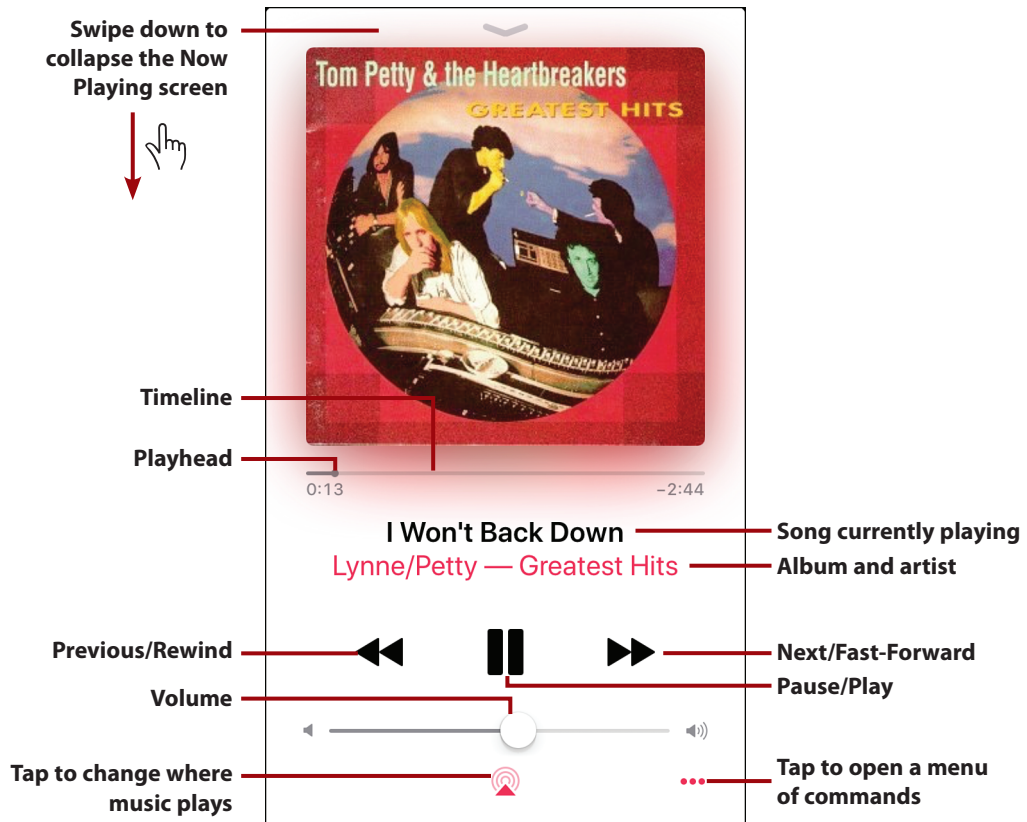 Swipe down to
collapse the Now
Playing screen
Tom Petty & the Heartbreakers
GREATEST HITS
Timeline
Playhead
0:13
−2:44
I Won't Back Down
Song currently playing
Lynne/Petty — Greatest Hits
Album and artist
Previous/Rewind
Next/Fast-Forward
Pause/Play
Volume
Tap to change where
music plays
Tap to open a menu
of commands